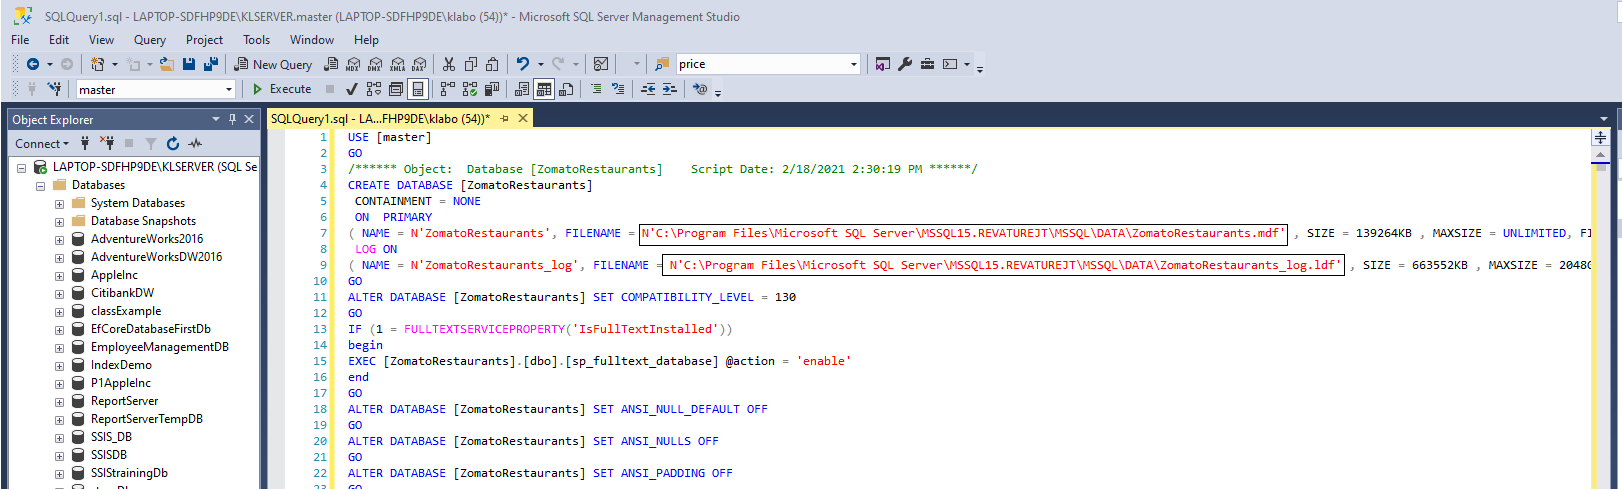 SQLQuery1.sql - LAPTOP-SDFHP9DE\KLSERVER.master (LAPTOP-SDFHP9DE\klabo (54))* - Microsoft SQL Server Management Studio
File Edit View Query Project Tools Window Help
New Query MDX DMX XMLA DAX price
master Execute
Object Explorer
Connect
LAPTOP-SDFHP9DE\KLSERVER (SQL Se
Databases
System Databases
Database Snapshots
AdventureWorks2016
AdventureWorksDW2016
AppleInc
CitibankDW
classExample
EfCoreDatabaseFirstDb
EmployeeManagementDB
IndexDemo
P1AppleInc
ReportServer
ReportServerTempDB
SSIS_DB
SSISDB
SSIStrainingDb
SQLQuery1.sql - LA...FHP9DE\klabo (54))*
1 USE [master]
2 GO
3 /****** Object:  Database [ZomatoRestaurants]    Script Date: 2/18/2021 2:30:19 PM ******/
4 CREATE DATABASE [ZomatoRestaurants]
5 CONTAINMENT = NONE
6 ON  PRIMARY
7 ( NAME = N'ZomatoRestaurants', FILENAME = N'C:\Program Files\Microsoft SQL Server\MSSQL15.REVATUREJT\MSSQL\DATA\ZomatoRestaurants.mdf' , SIZE = 139264KB , MAXSIZE = UNLIMITED, FI
8 LOG ON
9 ( NAME = N'ZomatoRestaurants_log', FILENAME = N'C:\Program Files\Microsoft SQL Server\MSSQL15.REVATUREJT\MSSQL\DATA\ZomatoRestaurants_log.ldf' , SIZE = 663552KB , MAXSIZE = 2048G
10 GO
11 ALTER DATABASE [ZomatoRestaurants] SET COMPATIBILITY_LEVEL = 130
12 GO
13 IF (1 = FULLTEXTSERVICEPROPERTY('IsFullTextInstalled'))
14 begin
15 EXEC [ZomatoRestaurants].[dbo].[sp_fulltext_database] @action = 'enable'
16 end
17 GO
18 ALTER DATABASE [ZomatoRestaurants] SET ANSI_NULL_DEFAULT OFF
19 GO
20 ALTER DATABASE [ZomatoRestaurants] SET ANSI_NULLS OFF
21 GO
22 ALTER DATABASE [ZomatoRestaurants] SET ANSI_PADDING OFF
23 GO